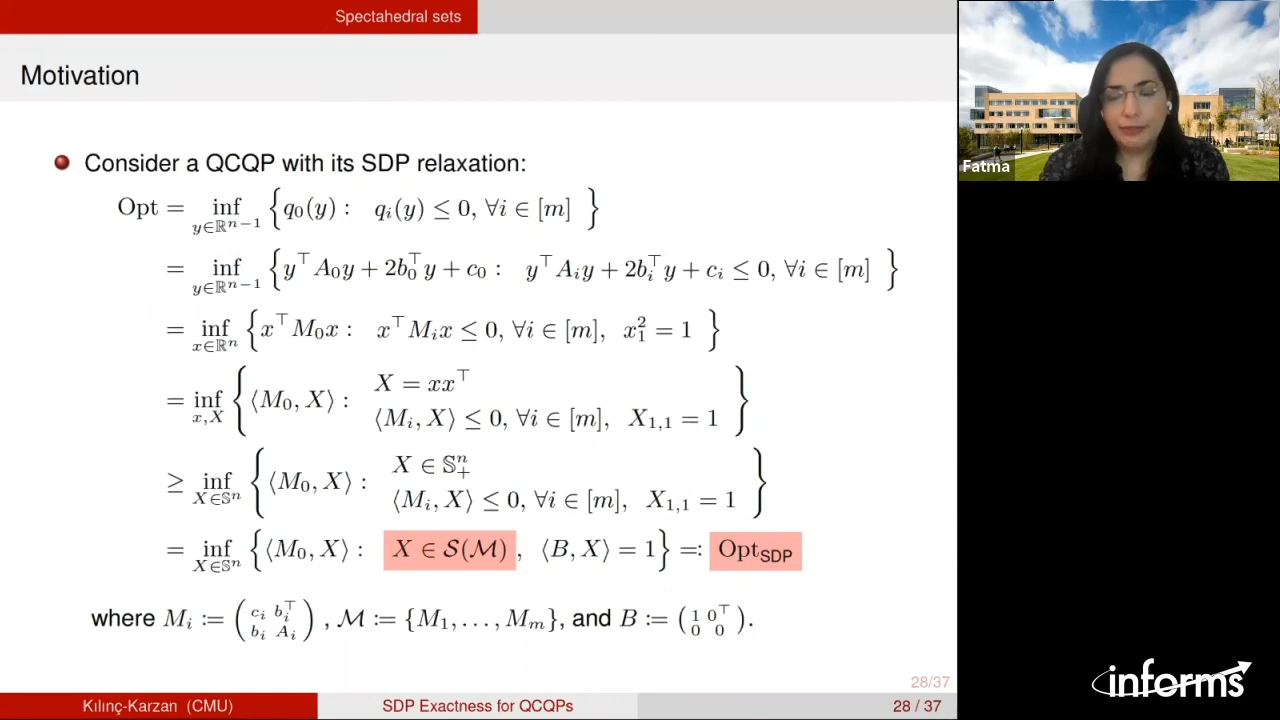 Spectahedral sets
Motivation
Consider a QCQP with its SDP relaxation:
Opt = inf_{y∈ℝ^{n−1}} { q_0(y) : q_i(y) ≤ 0, ∀i ∈ [m] }
= inf_{y∈ℝ^{n−1}} { y^⊤ A_0 y + 2b_0^⊤ y + c_0 : y^⊤ A_i y + 2b_i^⊤ y + c_i ≤ 0, ∀i ∈ [m] }
= inf_{x∈ℝ^n} { x^⊤ M_0 x : x^⊤ M_i x ≤ 0, ∀i ∈ [m], x_1^2 = 1 }
= inf_{x,X} { ⟨M_0, X⟩ : X = xx^⊤
⟨M_i, X⟩ ≤ 0, ∀i ∈ [m], X_{1,1} = 1 }
≥ inf_{X∈𝕊^n} { ⟨M_0, X⟩ : X ∈ 𝕊_+^n
⟨M_i, X⟩ ≤ 0, ∀i ∈ [m], X_{1,1} = 1 }
= inf_{X∈𝕊^n} { ⟨M_0, X⟩ : X ∈ 𝒮(ℳ), ⟨B, X⟩ = 1 } =: Opt_SDP
where M_i := ( c_i b_i^⊤ ; b_i A_i ), ℳ := {M_1, . . . , M_m}, and B := ( 1 0^⊤ ; 0 0 ).
28/37
Kılınç-Karzan (CMU) SDP Exactness for QCQPs 28 / 37
Fatma
informs